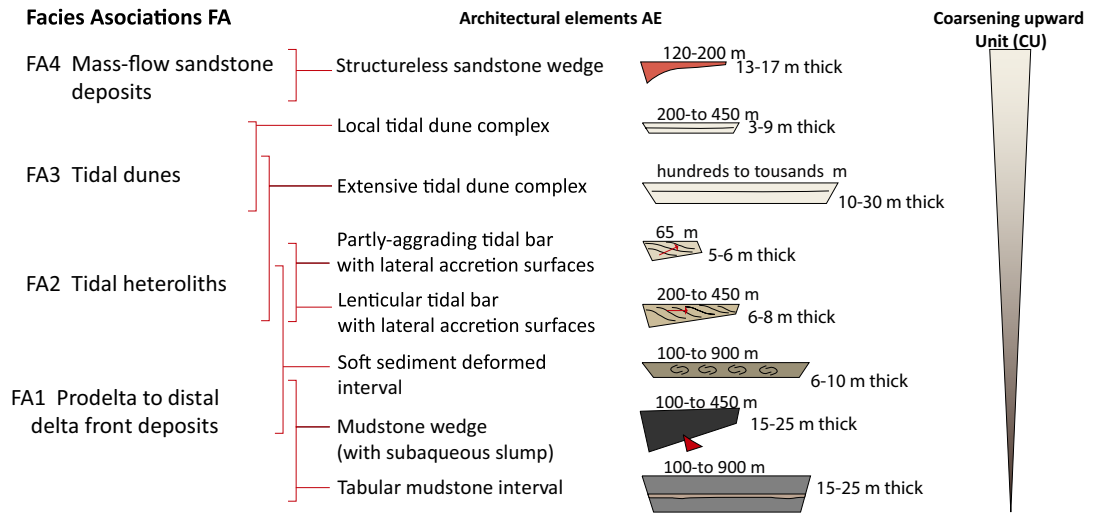 Facies Asociations FA
Architectural elements AE
Coarsening upward
Unit (CU)
FA4 Mass-flow sandstone
deposits
Structureless sandstone wedge
120-200 m
13-17 m thick
Local tidal dune complex
200-to 450 m
3-9 m thick
FA3 Tidal dunes
Extensive tidal dune complex
hundreds to tousands m
10-30 m thick
Partly-aggrading tidal bar
with lateral accretion surfaces
65 m
5-6 m thick
FA2 Tidal heteroliths
Lenticular tidal bar
with lateral accretion surfaces
200-to 450 m
6-8 m thick
Soft sediment deformed
interval
100-to 900 m
6-10 m thick
FA1 Prodelta to distal
delta front deposits
Mudstone wedge
(with subaqueous slump)
100-to 450 m
15-25 m thick
Tabular mudstone interval
100-to 900 m
15-25 m thick